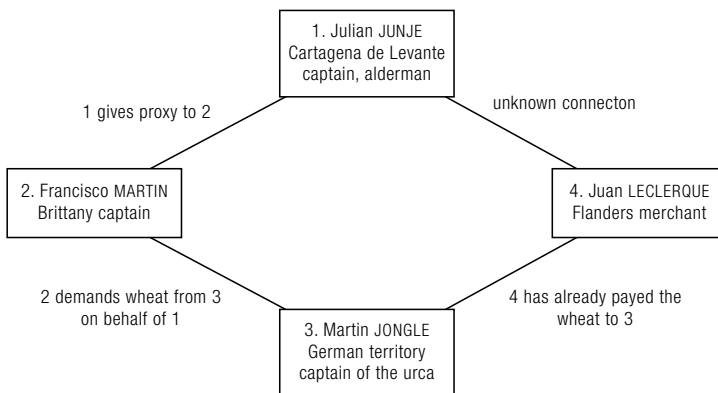 1. Julian JUNJE
Cartagena de Levante
captain, alderman
1 gives proxy to 2
unknown connecton
2. Francisco MARTIN
Brittany captain
4. Juan LECLERQUE
Flanders merchant
2 demands wheat from 3
on behalf of 1
4 has already payed the
wheat to 3
3. Martin JONGLE
German territory
captain of the urca